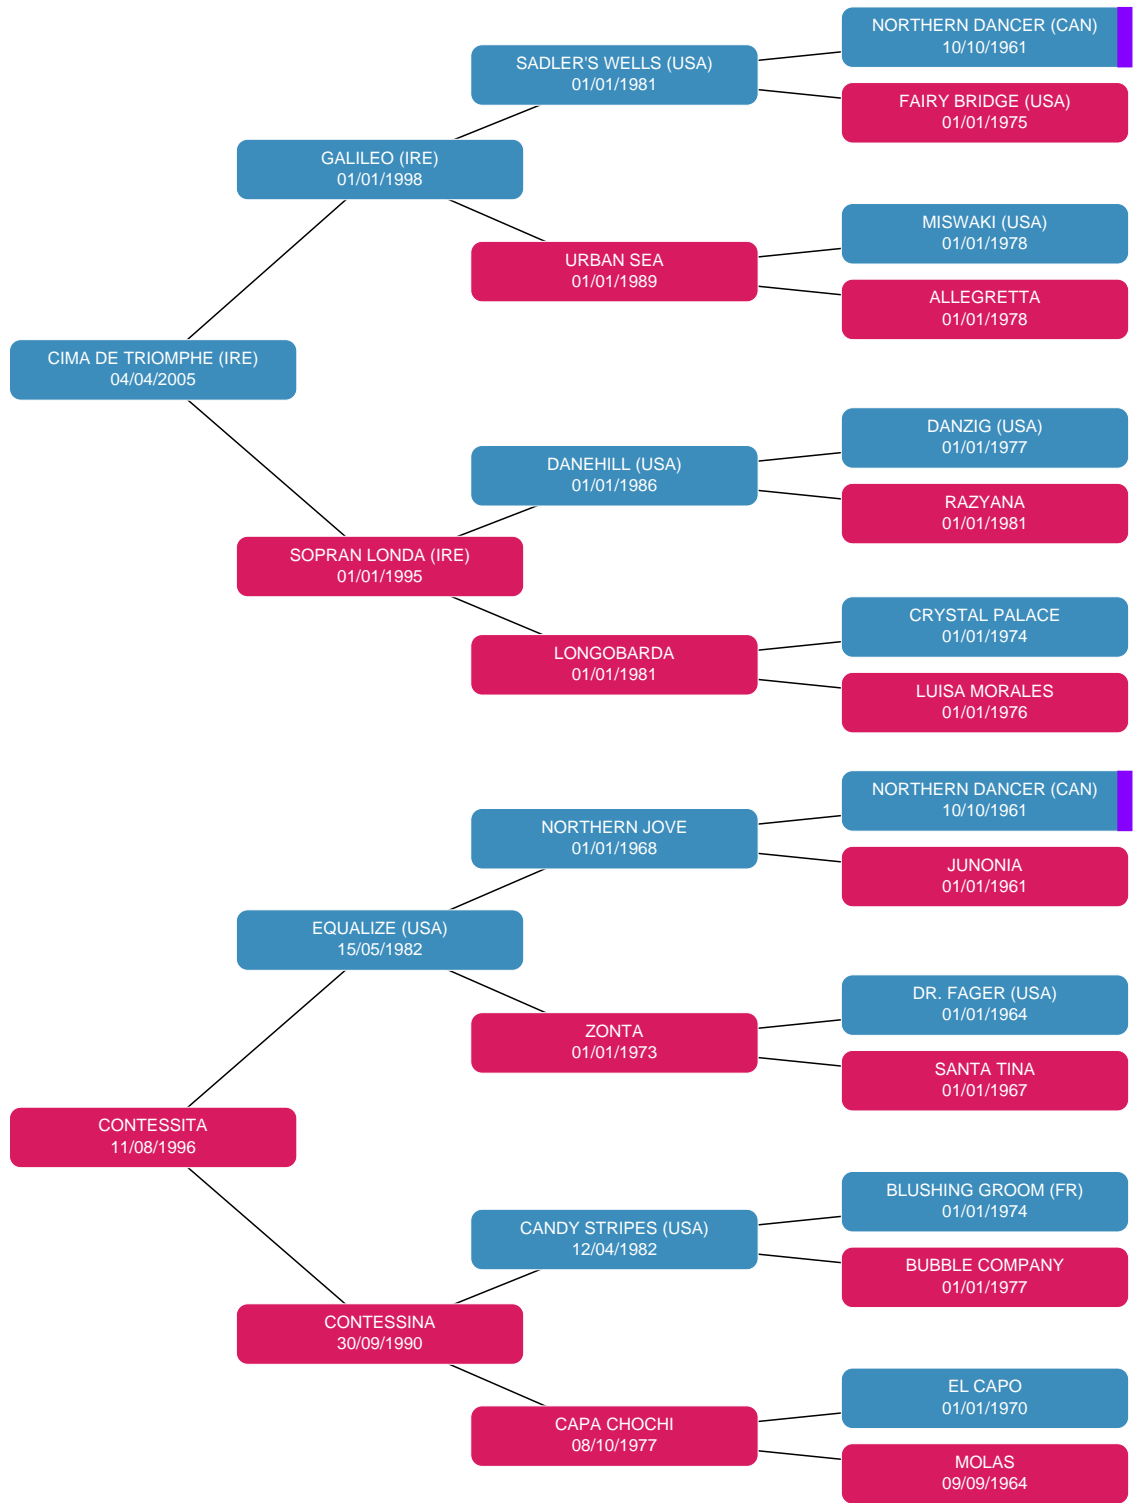 NORTHERN DANCER (CAN)
10/10/1961
SADLER'S WELLS (USA)
01/01/1981
FAIRY BRIDGE (USA)
01/01/1975
GALILEO (IRE)
01/01/1998
MISWAKI (USA)
01/01/1978
URBAN SEA
01/01/1989
ALLEGRETTA
01/01/1978
CIMA DE TRIOMPHE (IRE)
04/04/2005
DANZIG (USA)
01/01/1977
DANEHILL (USA)
01/01/1986
RAZYANA
01/01/1981
SOPRAN LONDA (IRE)
01/01/1995
CRYSTAL PALACE
01/01/1974
LONGOBARDA
01/01/1981
LUISA MORALES
01/01/1976
NORTHERN DANCER (CAN)
10/10/1961
NORTHERN JOVE
01/01/1968
JUNONIA
01/01/1961
EQUALIZE (USA)
15/05/1982
DR. FAGER (USA)
01/01/1964
ZONTA
01/01/1973
SANTA TINA
01/01/1967
CONTESSITA
11/08/1996
BLUSHING GROOM (FR)
01/01/1974
CANDY STRIPES (USA)
12/04/1982
BUBBLE COMPANY
01/01/1977
CONTESSINA
30/09/1990
EL CAPO
01/01/1970
CAPA CHOCHI
08/10/1977
MOLAS
09/09/1964